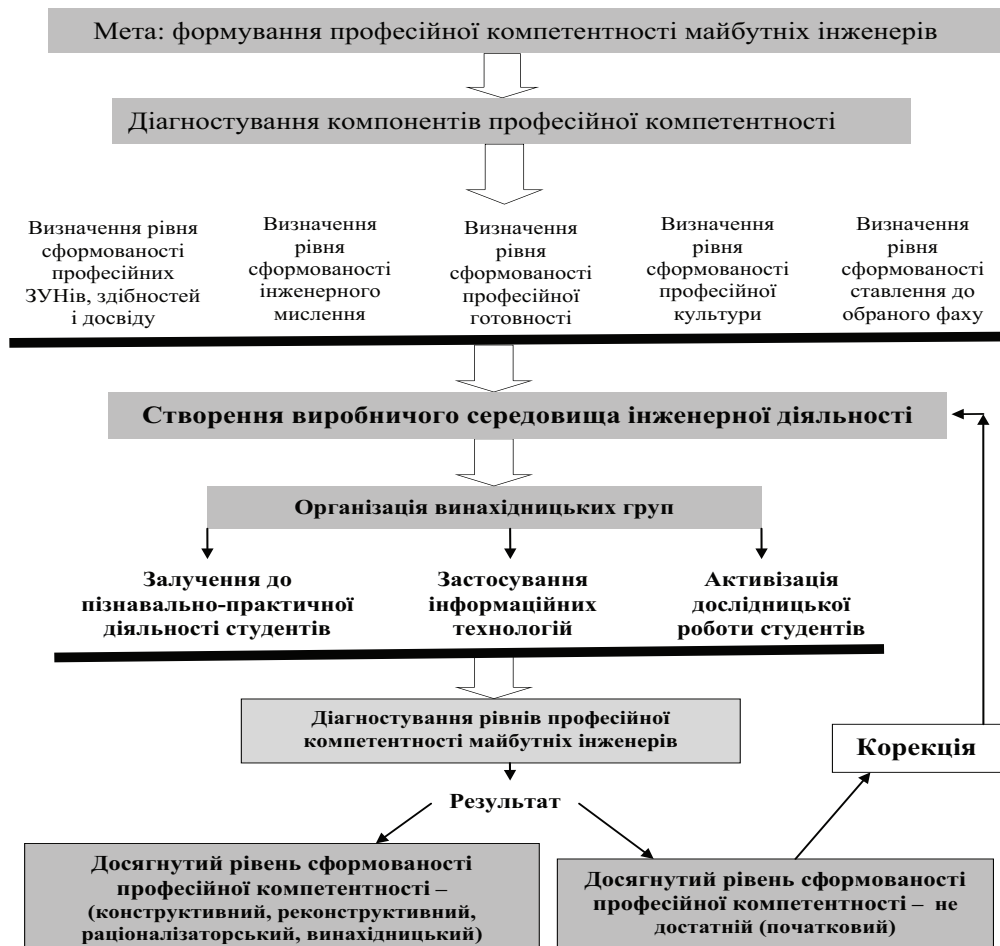 Мета: формування професійної компетентності майбутніх інженерів
Діагностування компонентів професійної компетентності
Визначення рівня
сформованості
професійних
ЗУНів, здібностей
і досвіду
Визначення
рівня
сформованості
інженерного
мислення
Визначення
рівня
сформованості
професійної
готовності
Визначення
рівня
сформованості
професійної
культури
Визначення
рівня
сформованості
ставлення до
обраного фаху
Створення виробничого середовища інженерної діяльності
Організація винахідницьких груп
Залучення до
пізнавально-практичної
діяльності студентів
Застосування
інформаційних
технологій
Активізація
дослідницької
роботи студентів
Діагностування рівнів професійної
компетентності майбутніх інженерів
Корекція
Результат
Досягнутий рівень сформованості
професійної компетентності –
(конструктивний, реконструктивний,
раціоналізаторський, винахідницький)
Досягнутий рівень сформованості
професійної компетентності – не
достатній (початковий)